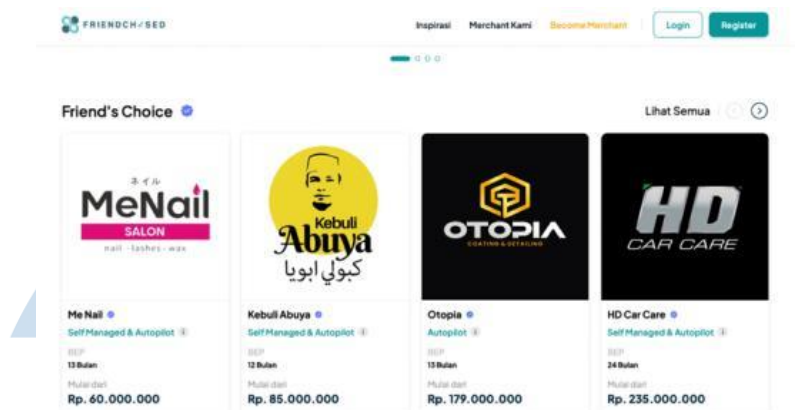 FRIENDCH/SED
Inspirasi Merchant Kami Become Merchant Login Register
Friend's Choice
Lihat Semua
ネイル
MeNail
SALON
nail - lashes - wax
Kebuli
Abuya
كبولي ابويا
OTOPIA
COATING & DETAILING
HD
CAR CARE
Me Nail
Self Managed & Autopilot
BEP
13 Bulan
Mulai dari
Rp. 60.000.000
Kebuli Abuya
Self Managed & Autopilot
BEP
12 Bulan
Mulai dari
Rp. 85.000.000
Otopia
Autopilot
BEP
13 Bulan
Mulai dari
Rp. 179.000.000
HD Car Care
Self Managed & Autopilot
BEP
24 Bulan
Mulai dari
Rp. 235.000.000